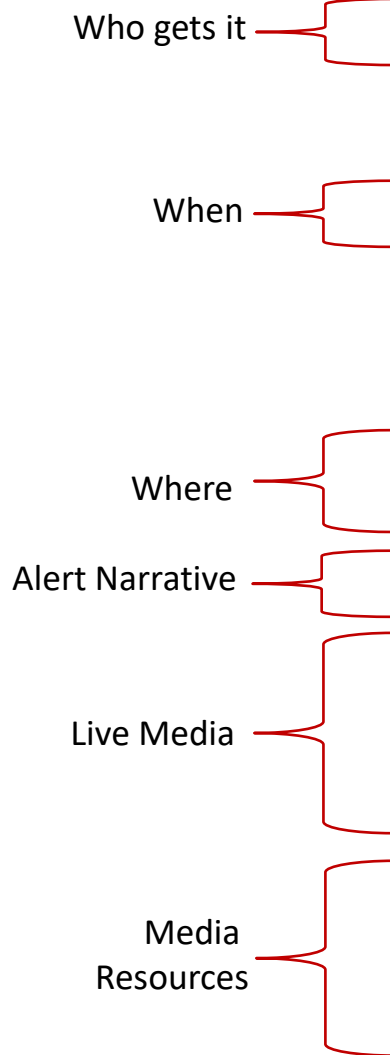 Who gets it
When
Where
Alert Narrative
Live Media
Media
Resources